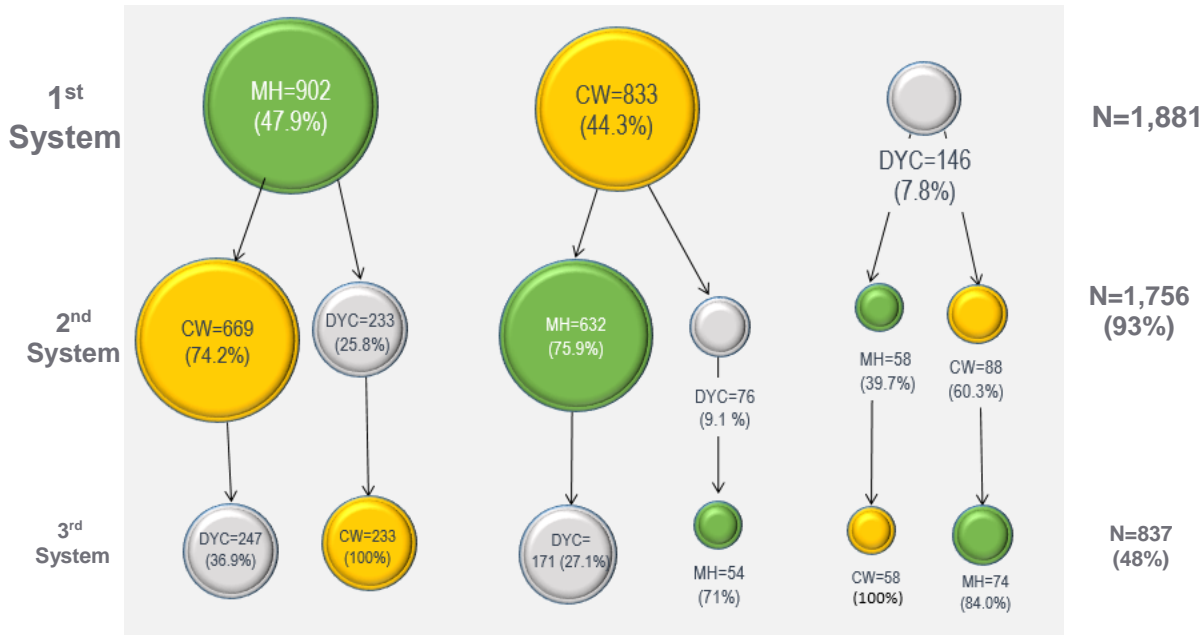 1st
System
MH=902
(47.9%)
CW=833
(44.3%)
DYC=146
(7.8%)
N=1,881
2nd
System
CW=669
(74.2%)
DYC=233
(25.8%)
MH=632
(75.9%)
DYC=76
(9.1 %)
MH=58
(39.7%)
CW=88
(60.3%)
N=1,756
(93%)
3rd
System
DYC=247
(36.9%)
CW=233
(100%)
DYC=
171 (27.1%)
MH=54
(71%)
CW=58
(100%)
MH=74
(84.0%)
N=837
(48%)